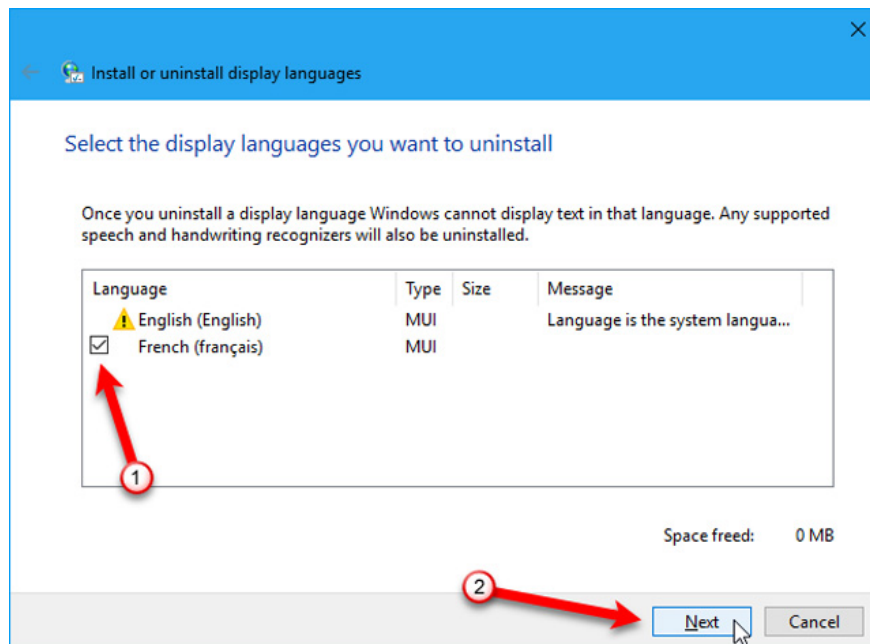 Install or uninstall display languages
Select the display languages you want to uninstall
Once you uninstall a display language Windows cannot display text in that language. Any supported
speech and handwriting recognizers will also be uninstalled.
Language Type Size Message
English (English) MUI Language is the system langua...
French (français) MUI
1
Space freed: 0 MB
2
Next Cancel